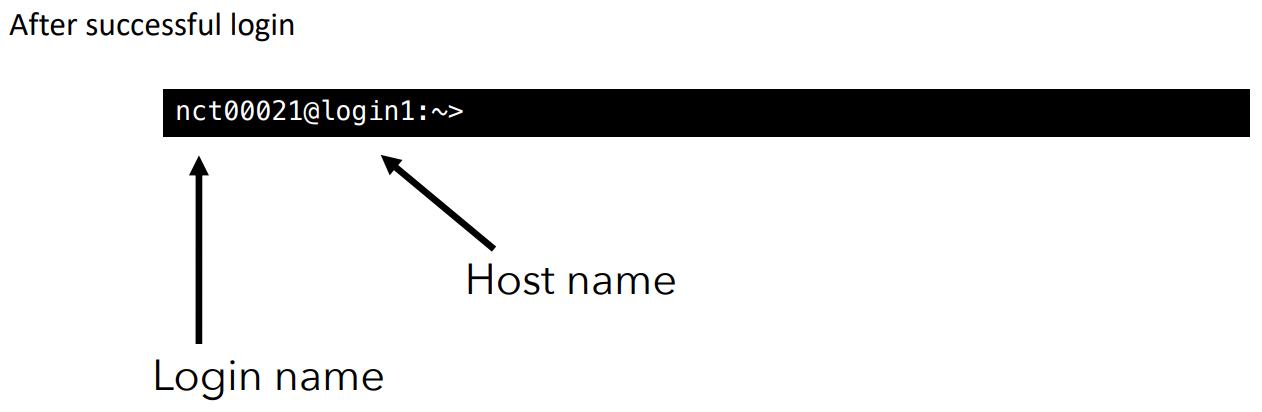 After successful login
nct00021@login1:~>
Host name
Login name